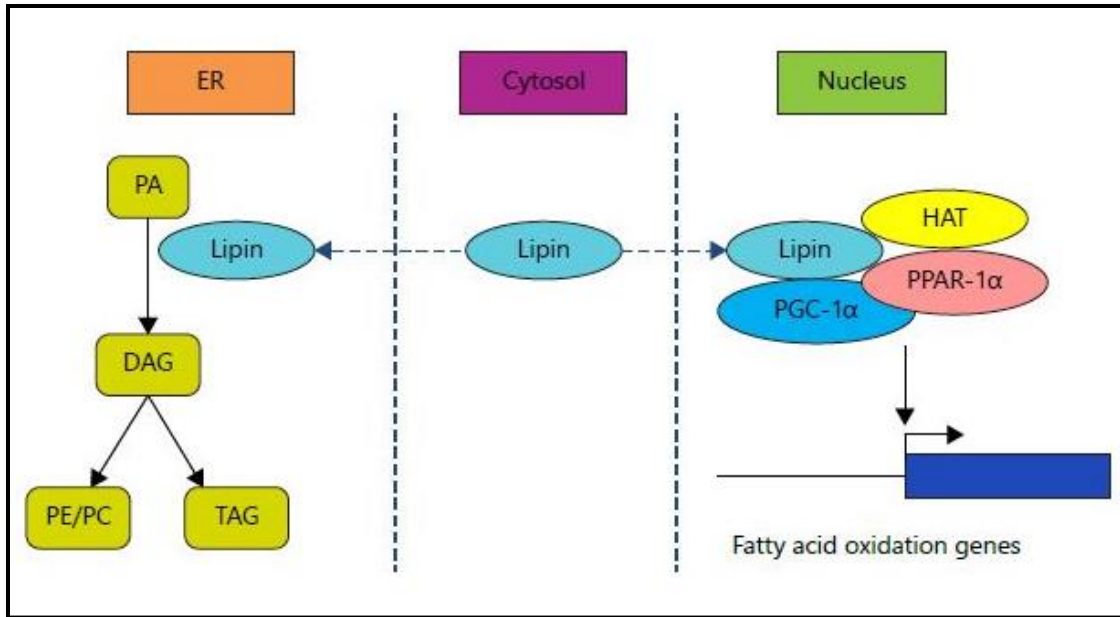 ER
Cytosol
Nucleus
PA
HAT
Lipin
Lipin
Lipin
PPAR-1α
PGC-1α
DAG
PE/PC
TAG
Fatty acid oxidation genes